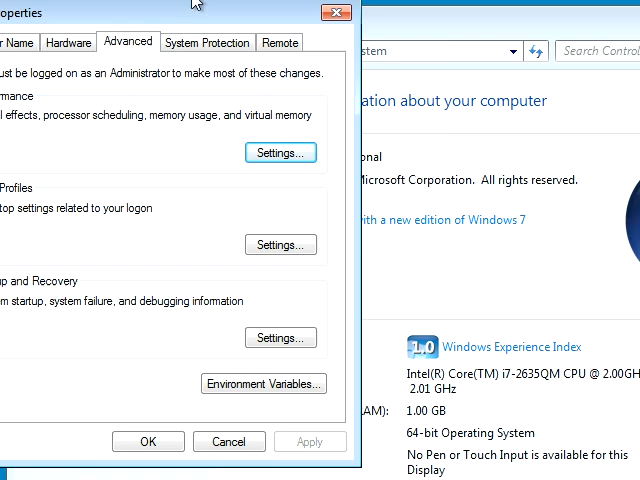 operties
r Name Hardware Advanced System Protection Remote
ust be logged on as an Administrator to make most of these changes.
mance
l effects, processor scheduling, memory usage, and virtual memory
Settings...
Profiles
top settings related to your logon
Settings...
up and Recovery
m startup, system failure, and debugging information
Settings...
Environment Variables...
OK Cancel Apply
stem
Search Control
ation about your computer
onal
Microsoft Corporation. All rights reserved.
with a new edition of Windows 7
1.0 Windows Experience Index
Intel(R) Core(TM) i7-2635QM CPU @ 2.00GH
2.01 GHz
AM): 1.00 GB
64-bit Operating System
No Pen or Touch Input is available for this
Display